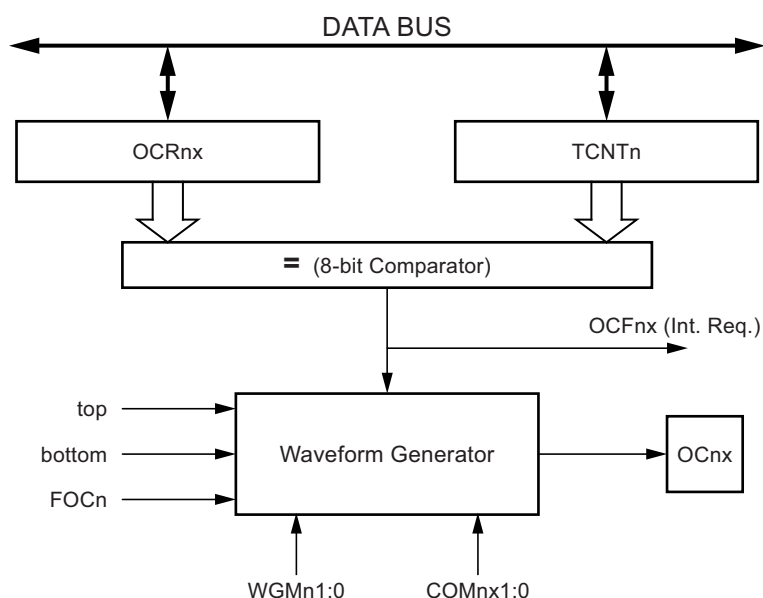 DATA BUS
OCRnx
TCNTn
= (8-bit Comparator)
OCFnx (Int. Req.)
top
bottom
FOCn
Waveform Generator
OCnx
WGMn1:0
COMnx1:0